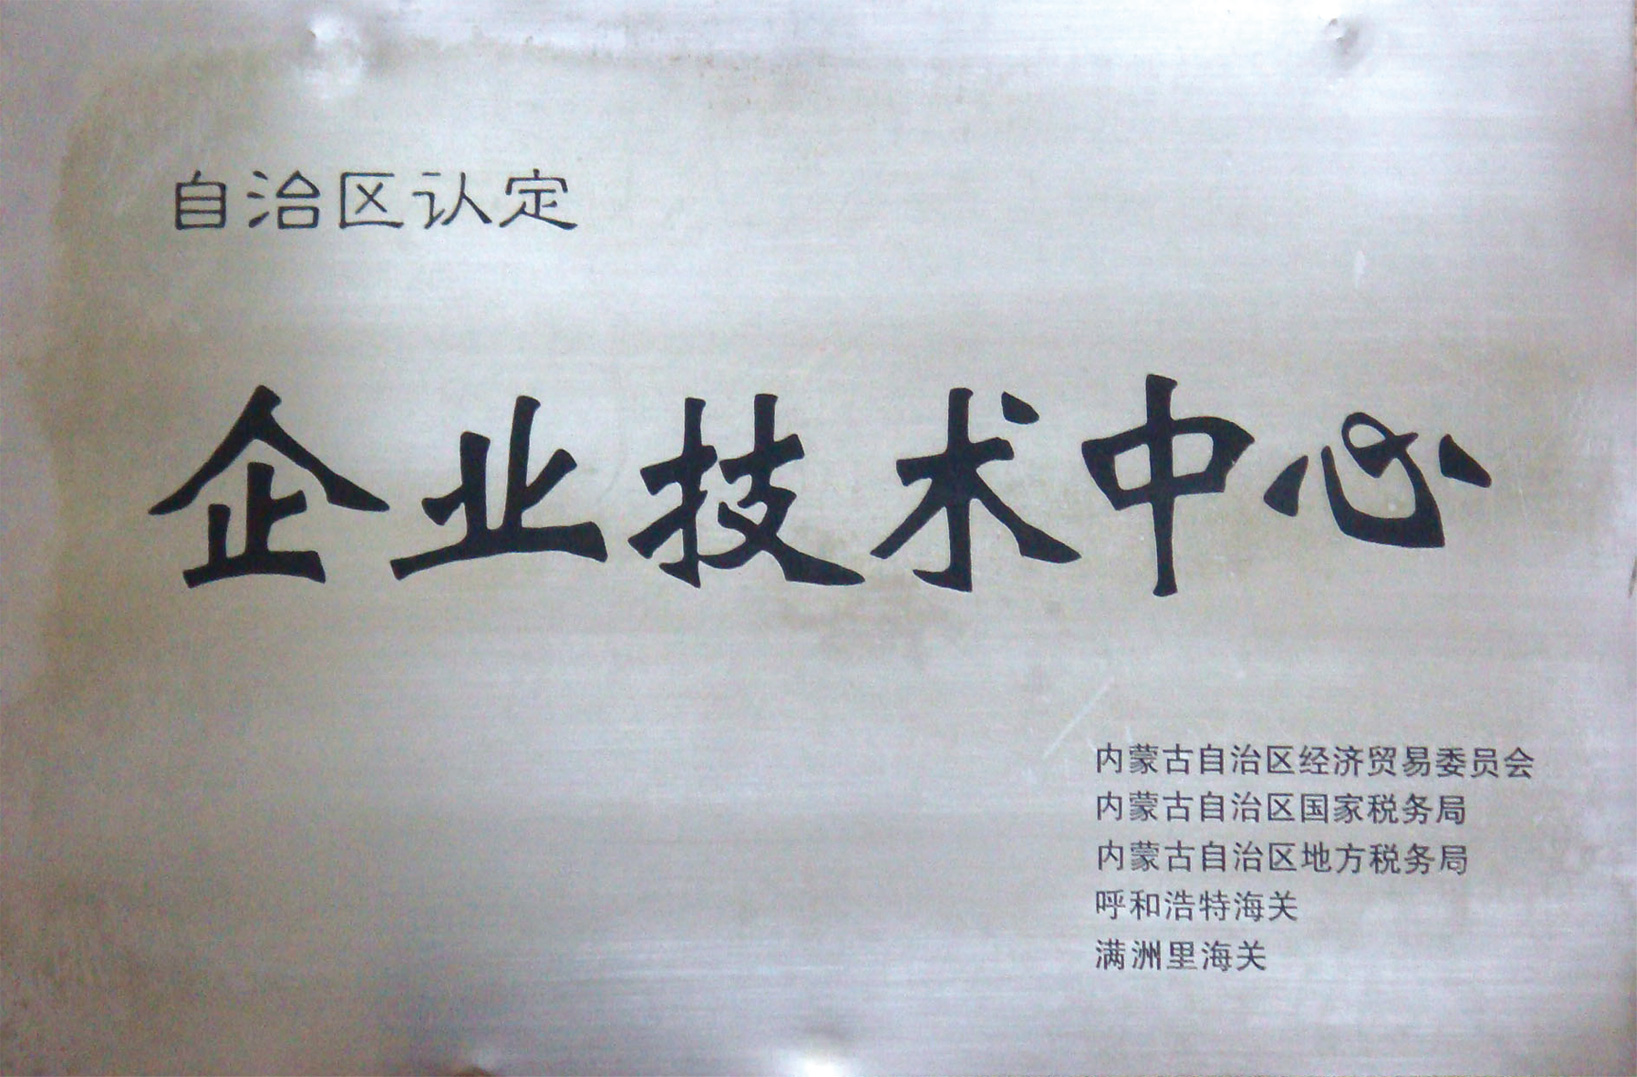 自治区认定
企业技术中心
内蒙古自治区经济贸易委员会
内蒙古自治区国家税务局
内蒙古自治区地方税务局
呼和浩特海关
满洲里海关